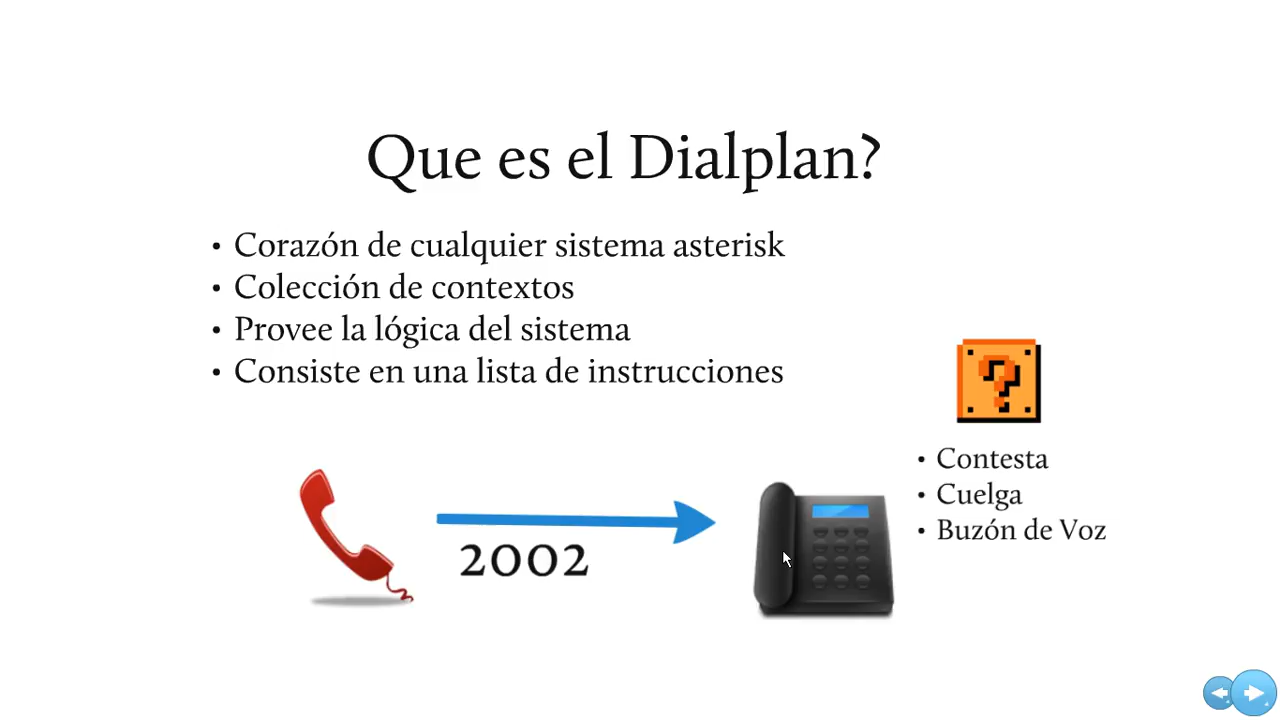 Que es el Dialplan?
• Corazón de cualquier sistema asterisk
• Colección de contextos
• Provee la lógica del sistema
• Consiste en una lista de instrucciones
?
• Contesta
• Cuelga
• Buzón de Voz
2002